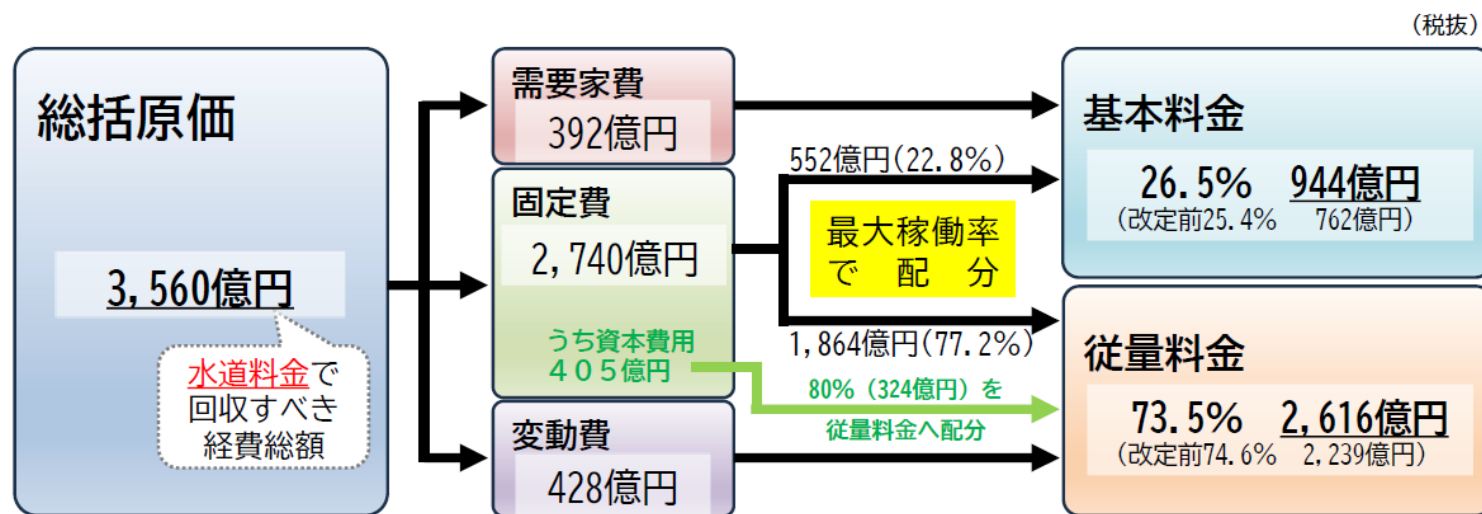 (税抜)
総括原価
3,560億円
水道料金で
回収すべき
経費総額
需要家費
392億円
固定費
2,740億円
うち資本費用
405億円
変動費
428億円
552億円(22.8%)
最大稼働率
で配分
1,864億円(77.2%)
80%(324億円)を
従量料金へ配分
基本料金
26.5% 944億円
(改定前25.4% 762億円)
従量料金
73.5% 2,616億円
(改定前74.6% 2,239億円)